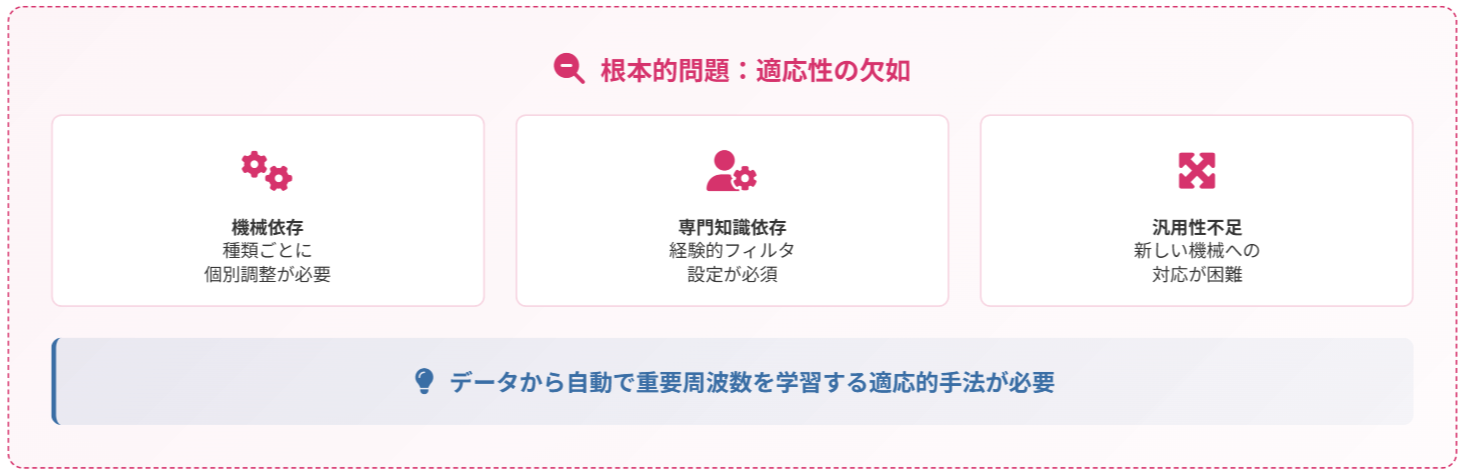 根本的問題：適応性の欠如
機械依存
種類ごとに
個別調整が必要
専門知識依存
経験的フィルタ
設定が必須
汎用性不足
新しい機械への
対応が困難
データから自動で重要周波数を学習する適応的手法が必要